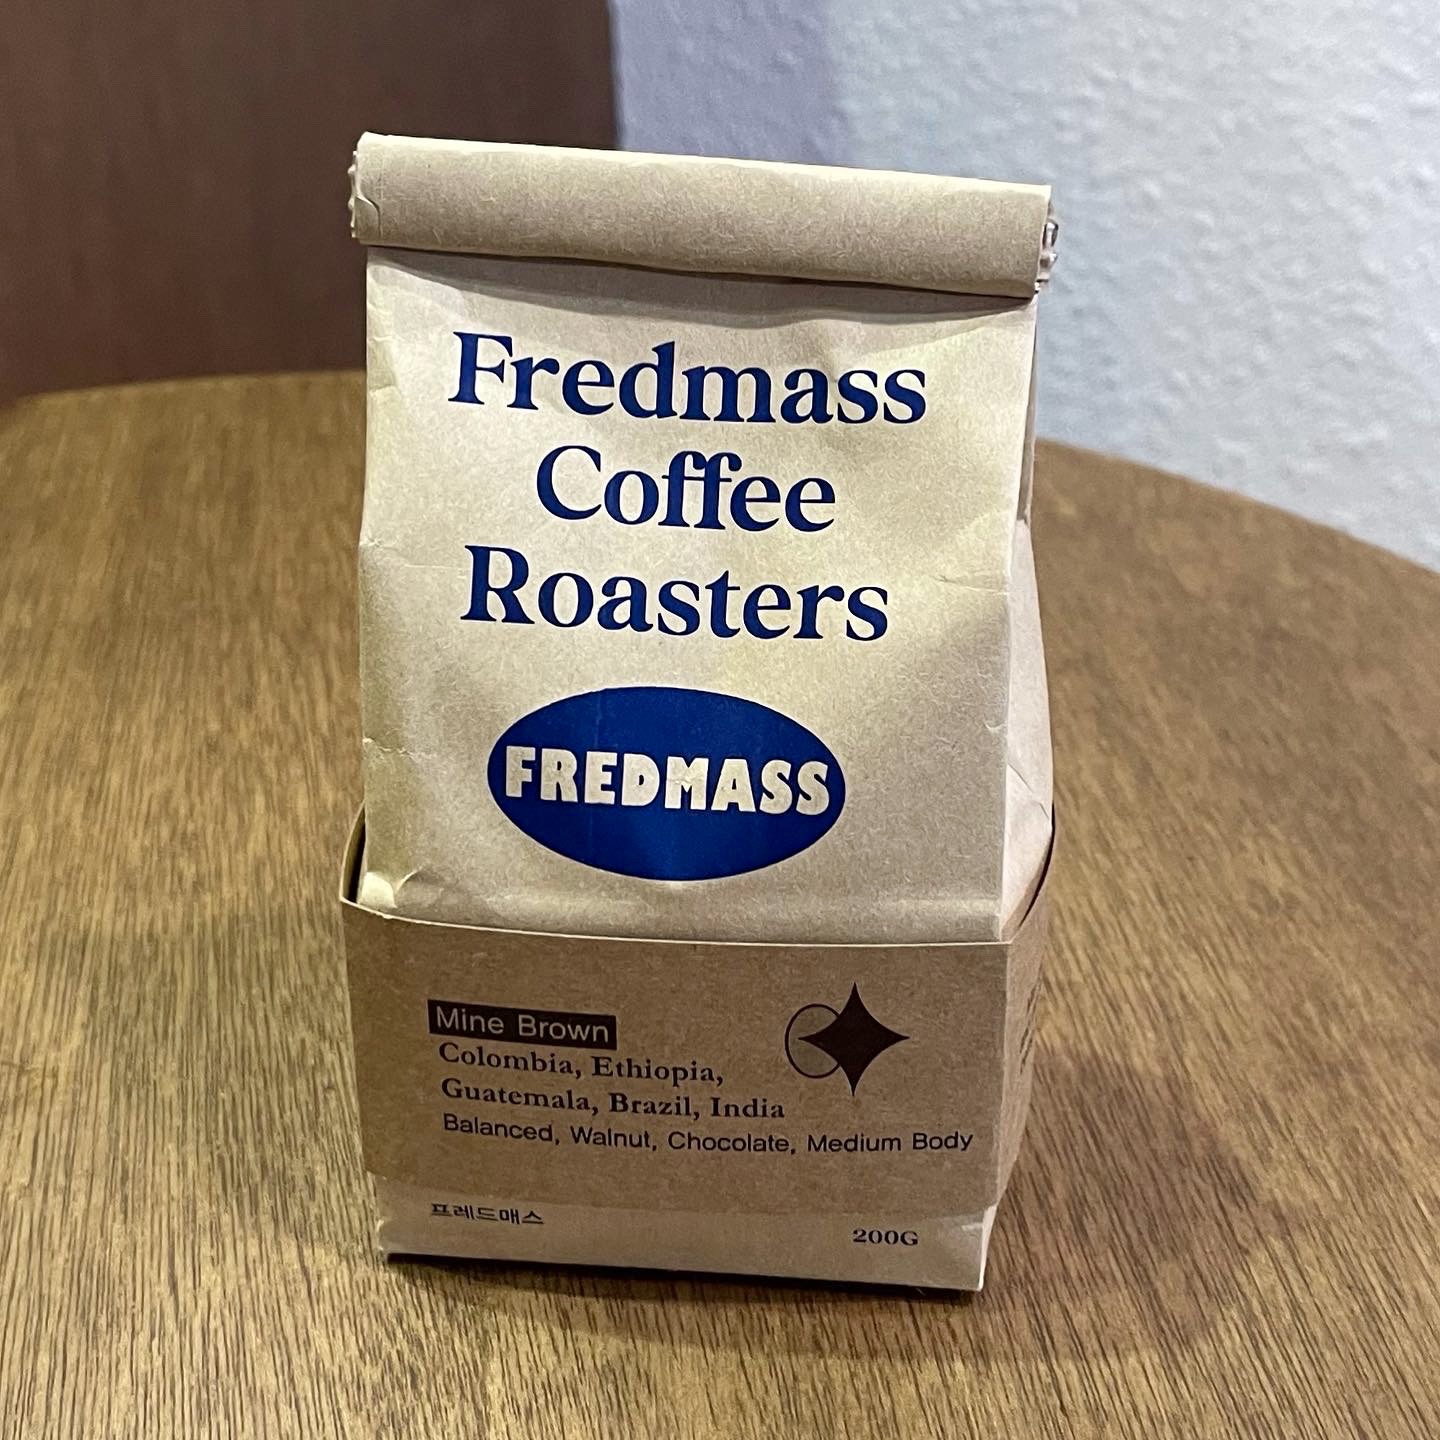 Fredmass
Coffee
Roasters
FREDMASS
Mine Brown
Colombia, Ethiopia,
Guatemala, Brazil, India
Balanced, Walnut, Chocolate, Medium Body
프레드매스
200G